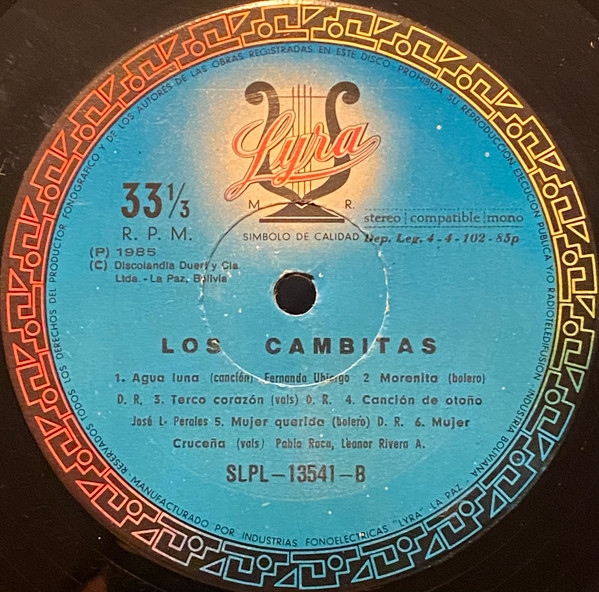 RESERVADOS TODOS LOS DERECHOS DEL PRODUCTOR FONOGRAFICO Y DE LOS AUTORES DE LAS OBRAS REGISTRADAS EN ESTE DISCO - PROHIBIDA SU REPRODUCCION, EJECUCION PUBLICA Y/O RADIOTELEDIFUSION INDUSTRIA BOLIVIANA
Lyra
M R.
33⅓
R. P. M.
SIMBOLO DE CALIDAD
stereo compatible mono
Dep. Leg. 4-4-102-85p
(P) 1985
(C) Discolandia Dueri y Cia.
Ltda. - La Paz, Bolivia
LOS CAMBITAS
1. Agua luna (canción) Fernando Ubiergo 2 Morenita (bolero)
D. R. 3. Terco corazón (vals) D. R. 4. Canción de otoño
José L. Perales 5. Mujer querida (bolero) D. R. 6. Mujer
Cruceña (vals) Pablo Roca, Leonor Rivero A.
SLPL-13541-B
MANUFACTURADO POR INDUSTRIAS FONOELECTRICAS "LYRA" - LA PAZ -